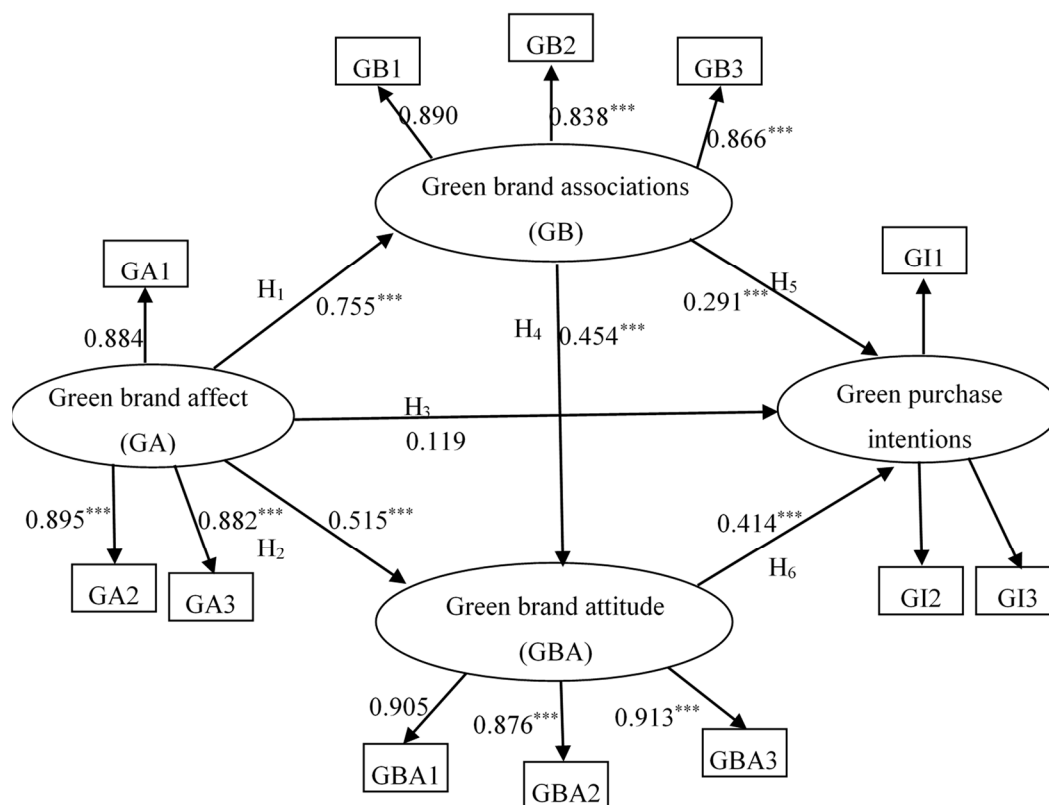 GB1
GB2
GB3
0.890
0.838***
0.866***
Green brand associations
(GB)
GA1
GI1
H1
0.755***
H5
0.291***
H4
0.454***
0.884
Green brand affect
(GA)
H3
0.119
Green purchase
intentions
0.895***
0.882***
H2
0.515***
0.414***
H6
GA2
GA3
GI2
GI3
Green brand attitude
(GBA)
0.905
0.876***
0.913***
GBA1
GBA2
GBA3